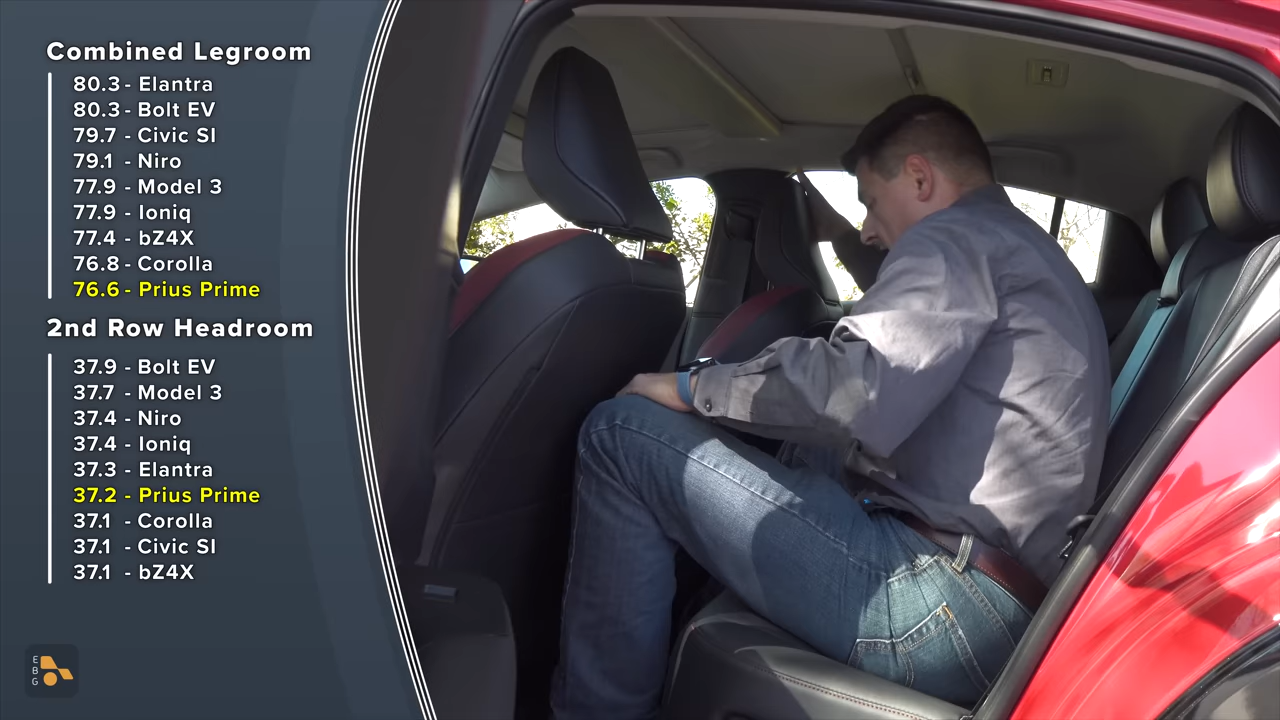 Combined Legroom
80.3 - Elantra
80.3 - Bolt EV
79.7 - Civic SI
79.1 - Niro
77.9 - Model 3
77.9 - Ioniq
77.4 - bZ4X
76.8 - Corolla
76.6 - Prius Prime
2nd Row Headroom
37.9 - Bolt EV
37.7 - Model 3
37.4 - Niro
37.4 - Ioniq
37.3 - Elantra
37.2 - Prius Prime
37.1 - Corolla
37.1 - Civic SI
37.1 - bZ4X
E
B
G